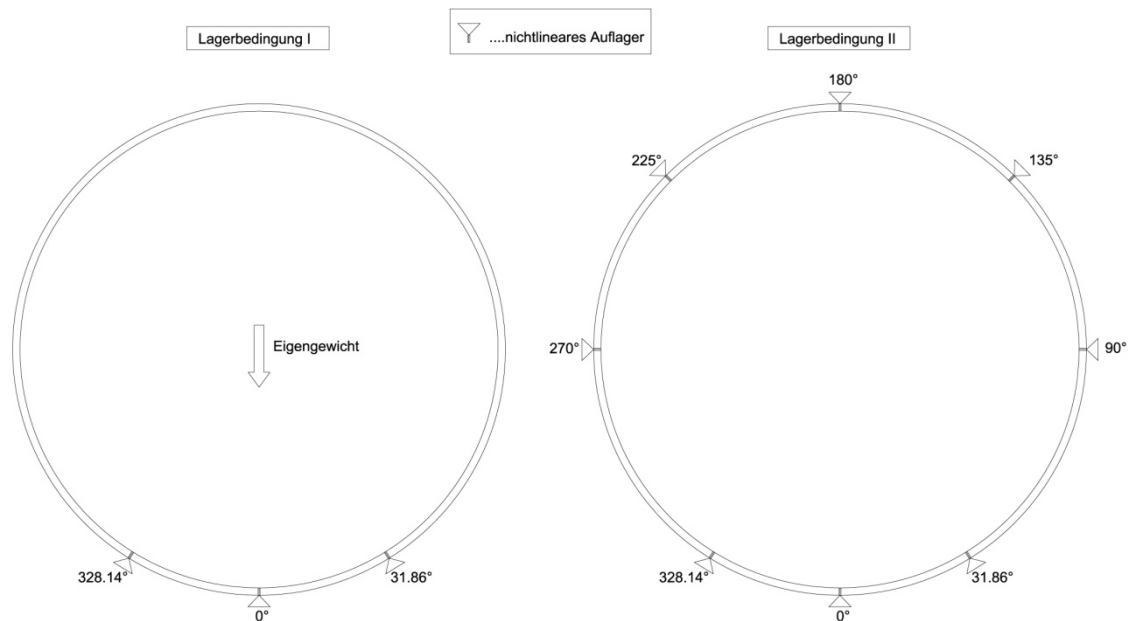 Lagerbedingung I
....nichtlineares Auflager
Lagerbedingung II
180°
225°
135°
Eigengewicht
270°
90°
328.14°
31.86°
0°
328.14°
31.86°
0°